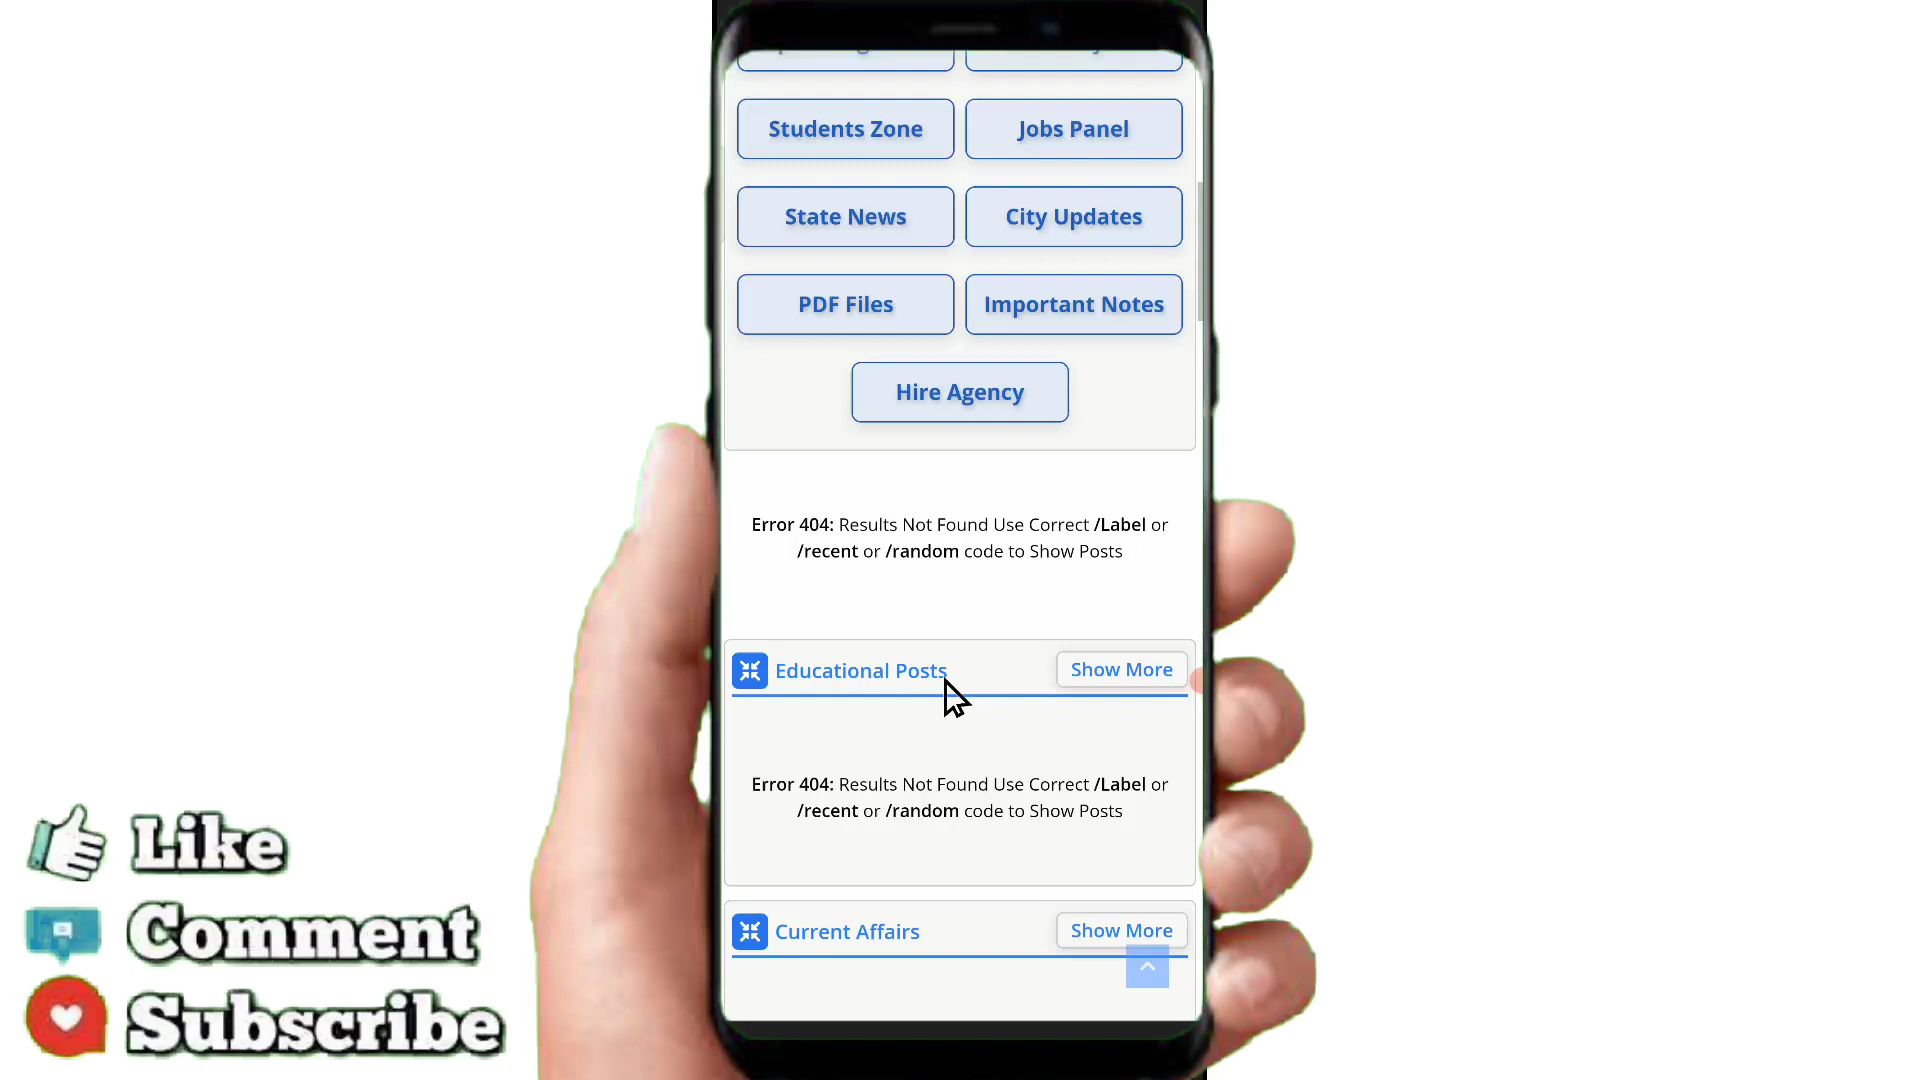 Students Zone
Jobs Panel
State News
City Updates
PDF Files
Important Notes
Hire Agency
Error 404: Results Not Found Use Correct /Label or
/recent or /random code to Show Posts
Educational Posts
Show More
Error 404: Results Not Found Use Correct /Label or
/recent or /random code to Show Posts
Current Affairs
Show More
Like
Comment
Subscribe